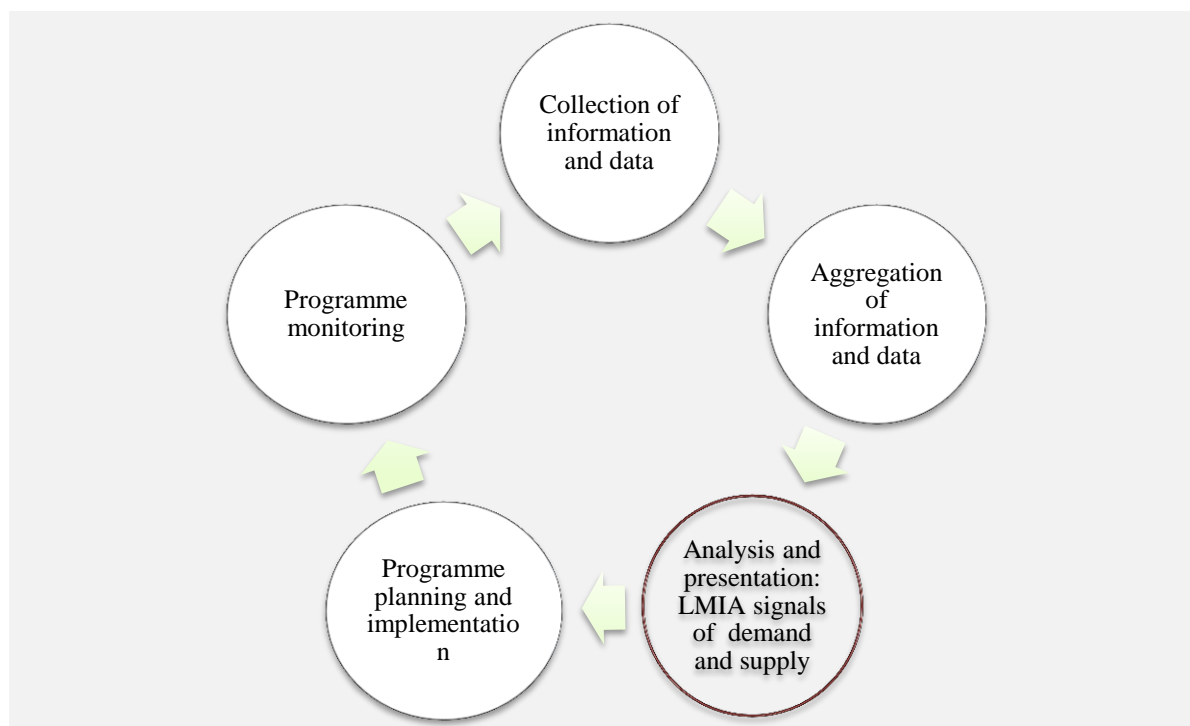 Collection of
information
and data
Aggregation
of
information
and data
Analysis and
presentation:
LMIA signals
of demand
and supply
Programme
planning and
implementatio
n
Programme
monitoring